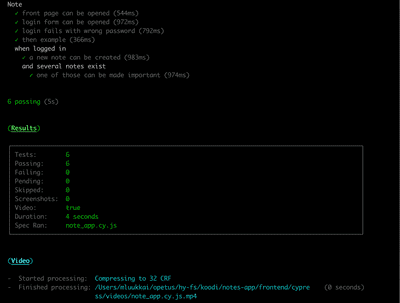 Note
✓ front page can be opened (544ms)
✓ login form can be opened (972ms)
✓ login fails with wrong password (792ms)
✓ then example (366ms)
when logged in
✓ a new note can be created (983ms)
and several notes exist
✓ one of those can be made important (974ms)
6 passing (5s)
(Results)
Tests: 6
Passing: 6
Failing: 0
Pending: 0
Skipped: 0
Screenshots: 0
Video: true
Duration: 4 seconds
Spec Ran: note_app.cy.js
(Video)
- Started processing: Compressing to 32 CRF
- Finished processing: /Users/mluukkai/opetus/hy-fs/koodi/notes-app/frontend/cypre (0 seconds)
ss/videos/note_app.cy.js.mp4